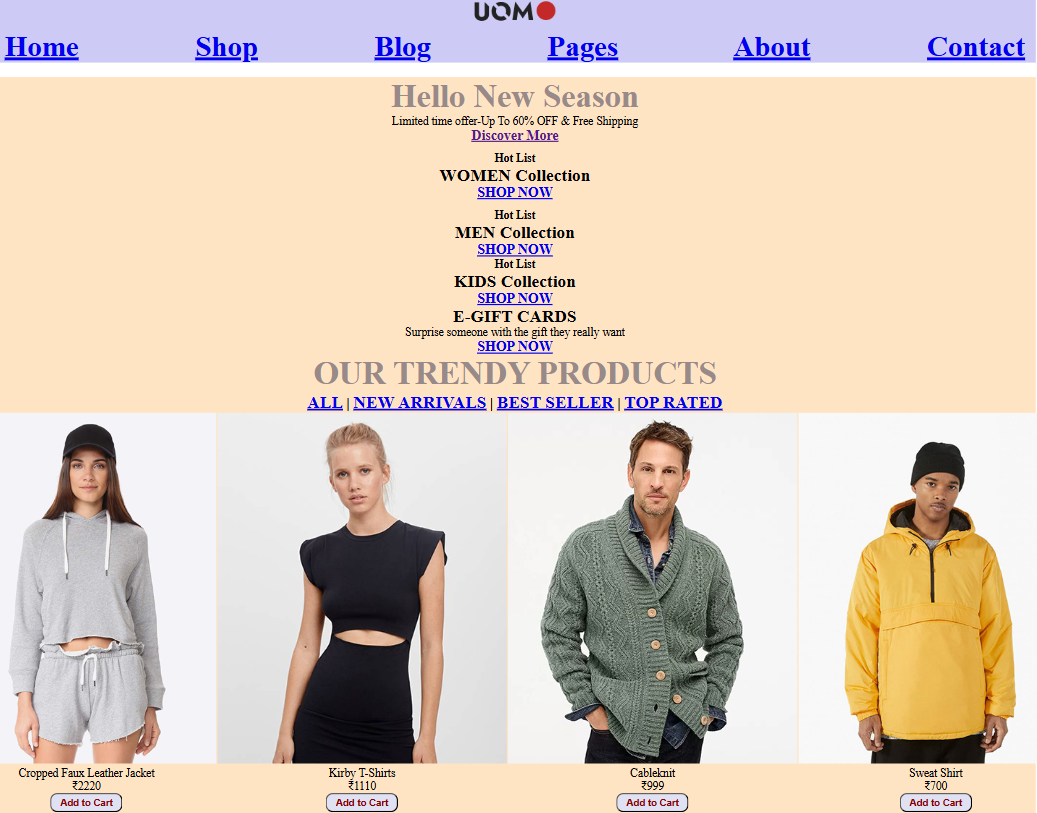 UOMO
Home Shop Blog Pages About Contact
Hello New Season
Limited time offer-Up To 60% OFF & Free Shipping
Discover More
Hot List
WOMEN Collection
SHOP NOW
Hot List
MEN Collection
SHOP NOW
Hot List
KIDS Collection
SHOP NOW
E-GIFT CARDS
Surprise someone with the gift they really want
SHOP NOW
OUR TRENDY PRODUCTS
ALL | NEW ARRIVALS | BEST SELLER | TOP RATED
Cropped Faux Leather Jacket Kirby T-Shirts Cableknit Sweat Shirt
₹2220 ₹1110 ₹999 ₹700
Add to Cart Add to Cart Add to Cart Add to Cart